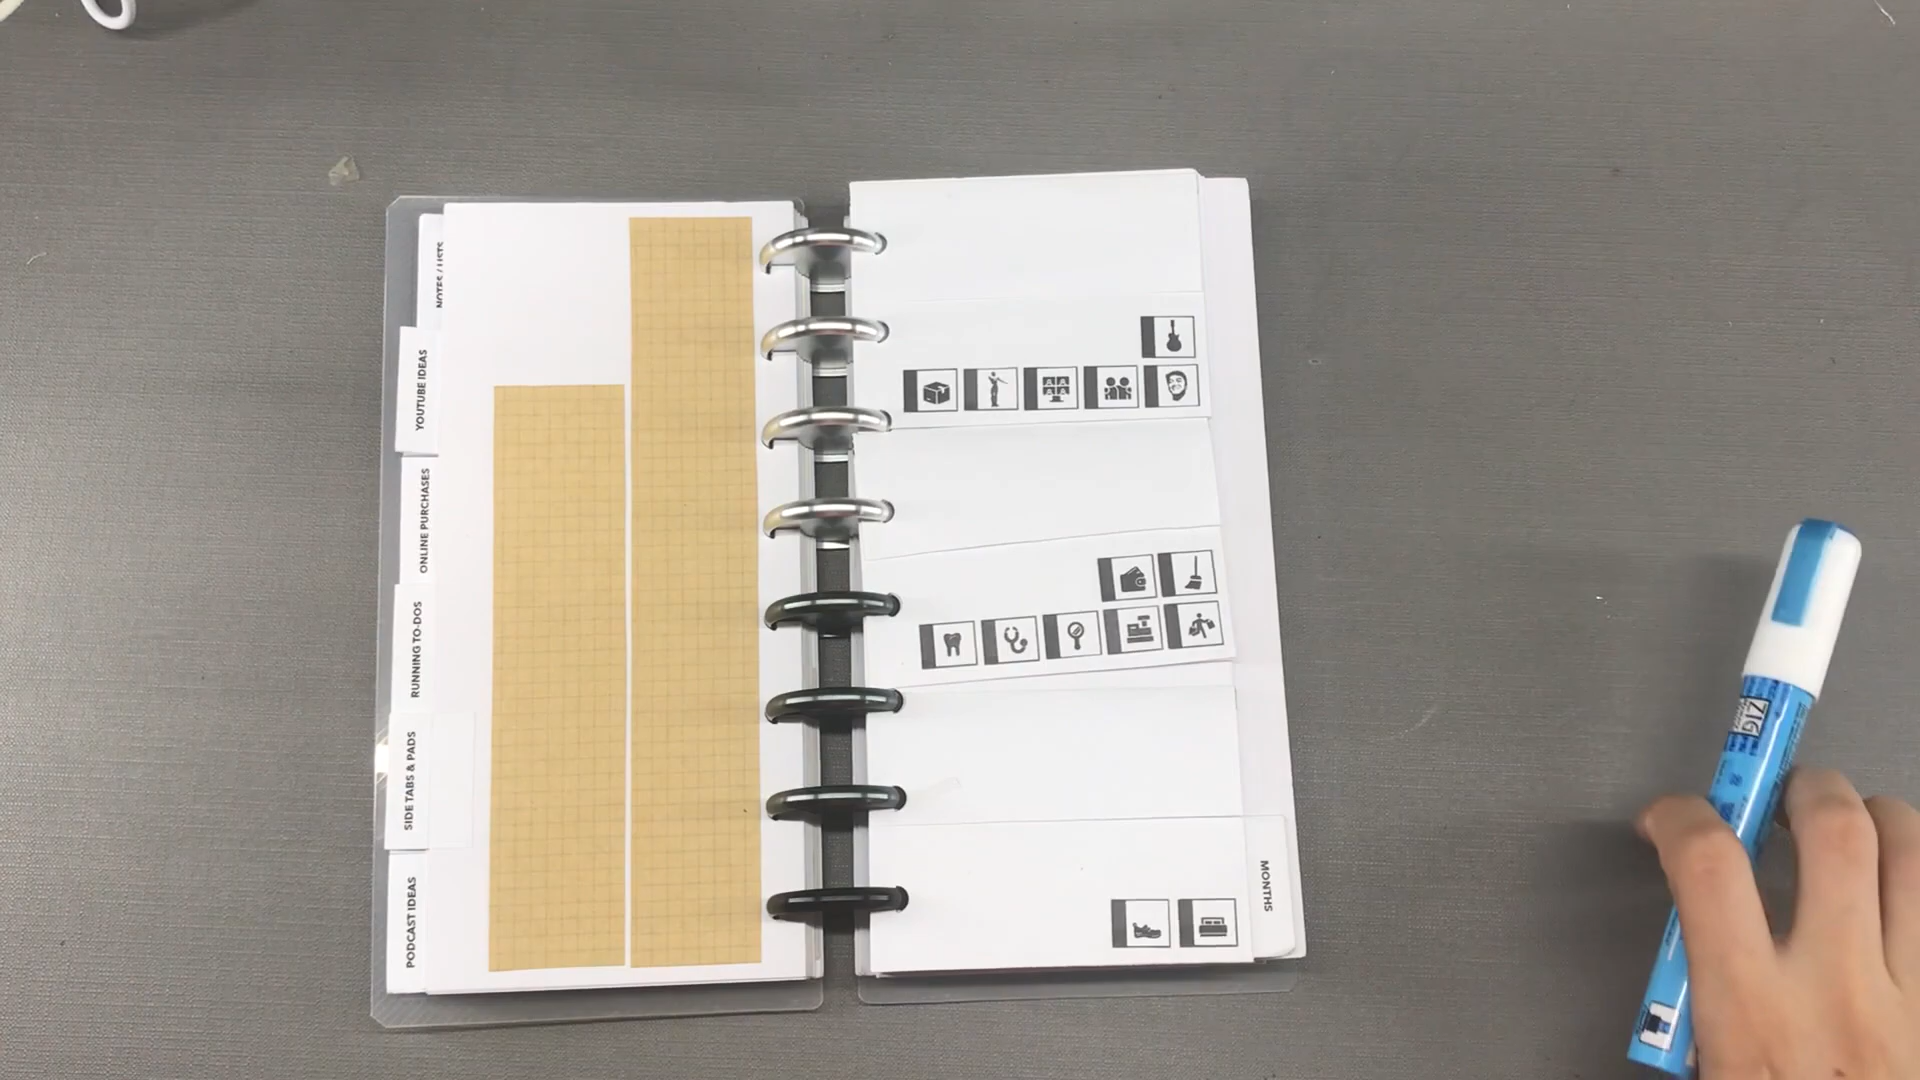 NOTES / LISTS
YOUTUBE IDEAS
ONLINE PURCHASES
RUNNING TO-DOS
SIDE TABS & PADS
PODCAST IDEAS
MONTHS
ZIG